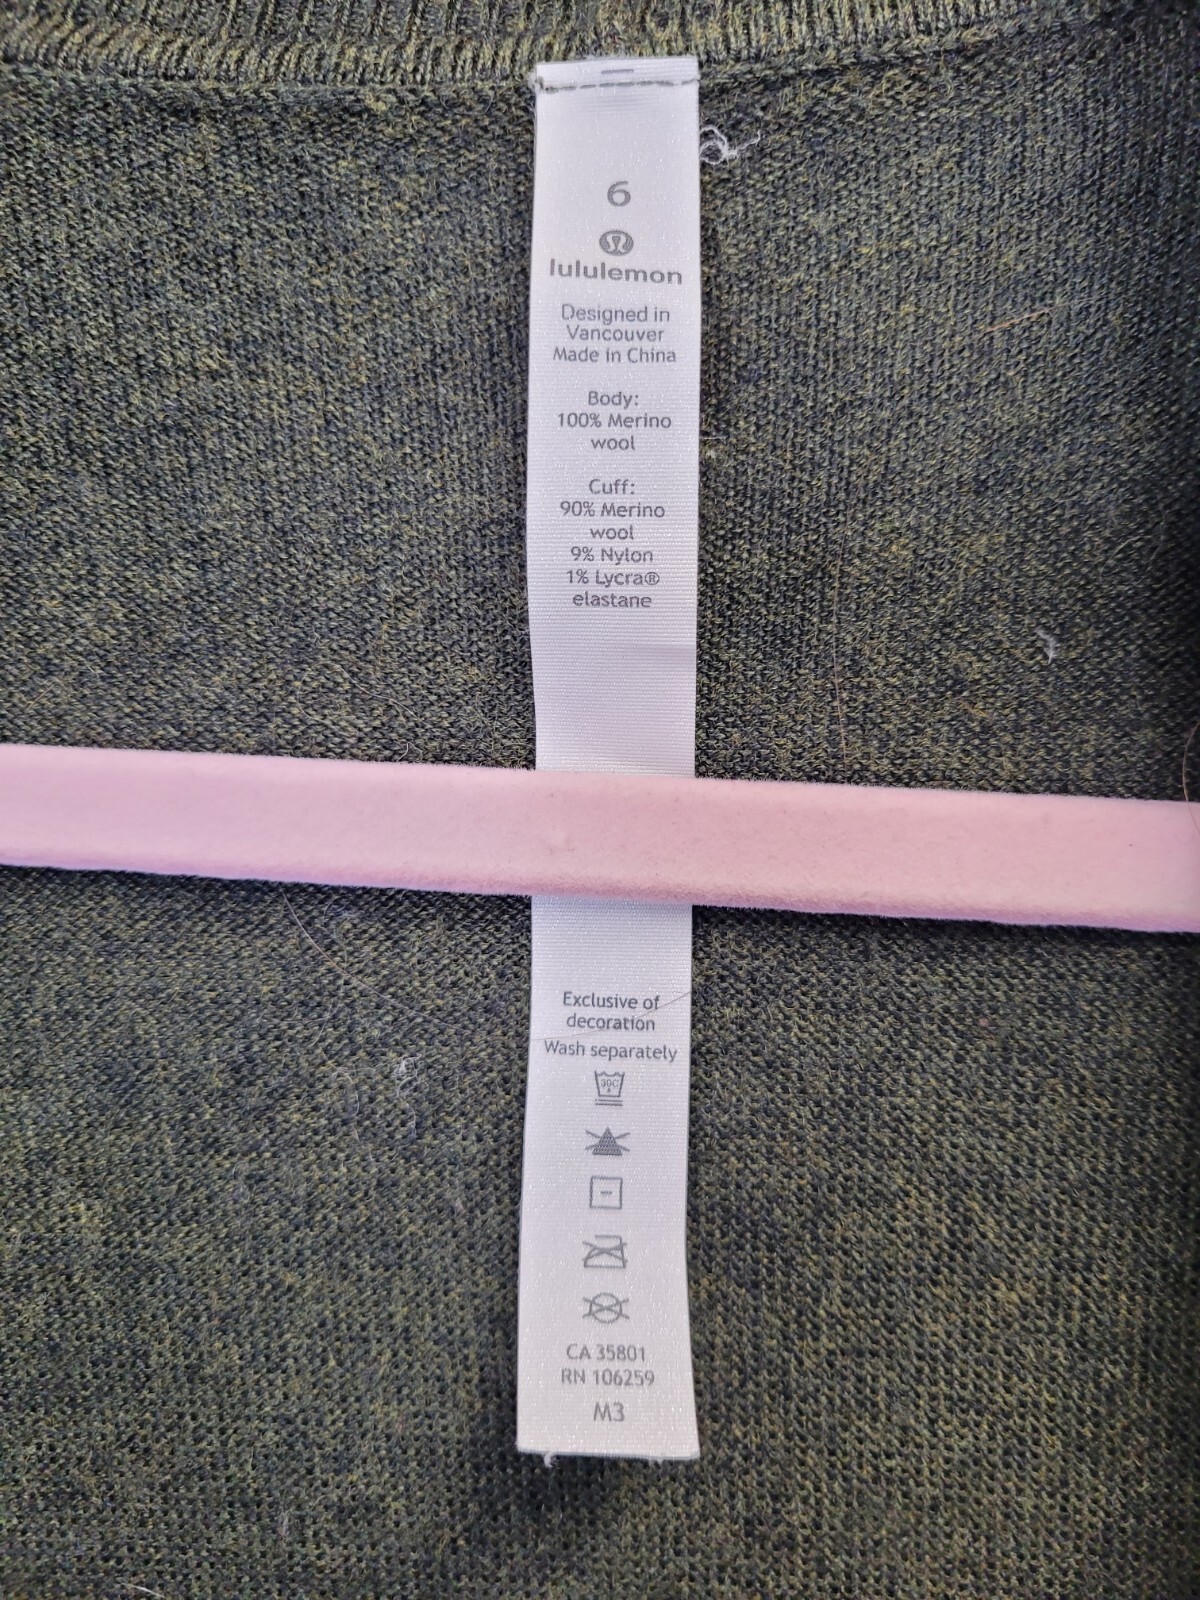 6
lululemon
Designed in
Vancouver
Made in China
Body:
100% Merino
wool
Cuff:
90% Merino
wool
9% Nylon
1% Lycra®
elastane
Exclusive of
decoration
Wash separately
30C
CA 35801
RN 106259
M3